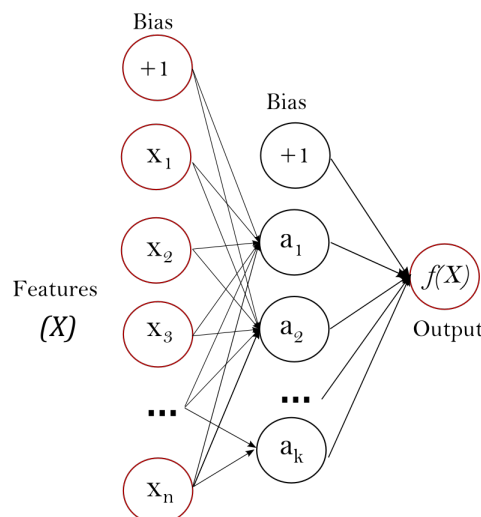 Bias
+1
x₁
x₂
x₃
...
xₙ
Features
(X)
Bias
+1
a₁
a₂
...
aₖ
f(X)
Output